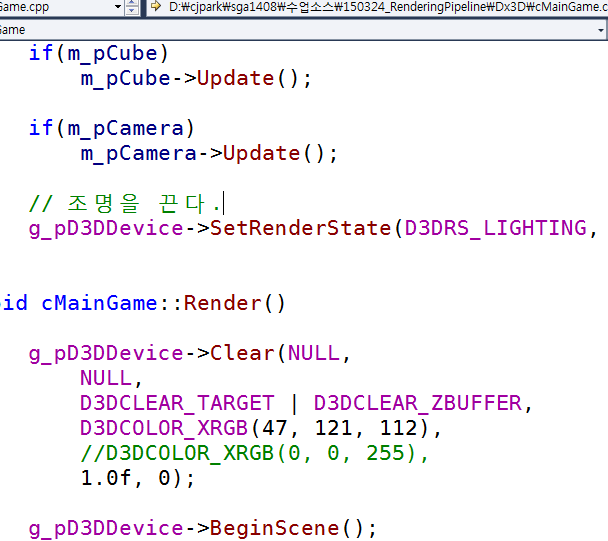 Game.cpp D:₩cjpark₩sga1408₩수업소스₩150324_RenderingPipeline₩Dx3D₩cMainGame.c
Game
if(m_pCube)
m_pCube->Update();
if(m_pCamera)
m_pCamera->Update();
// 조명을 끈다.
g_pD3DDevice->SetRenderState(D3DRS_LIGHTING,
oid cMainGame::Render()
g_pD3DDevice->Clear(NULL,
NULL,
D3DCLEAR_TARGET | D3DCLEAR_ZBUFFER,
D3DCOLOR_XRGB(47, 121, 112),
//D3DCOLOR_XRGB(0, 0, 255),
1.0f, 0);
g_pD3DDevice->BeginScene();